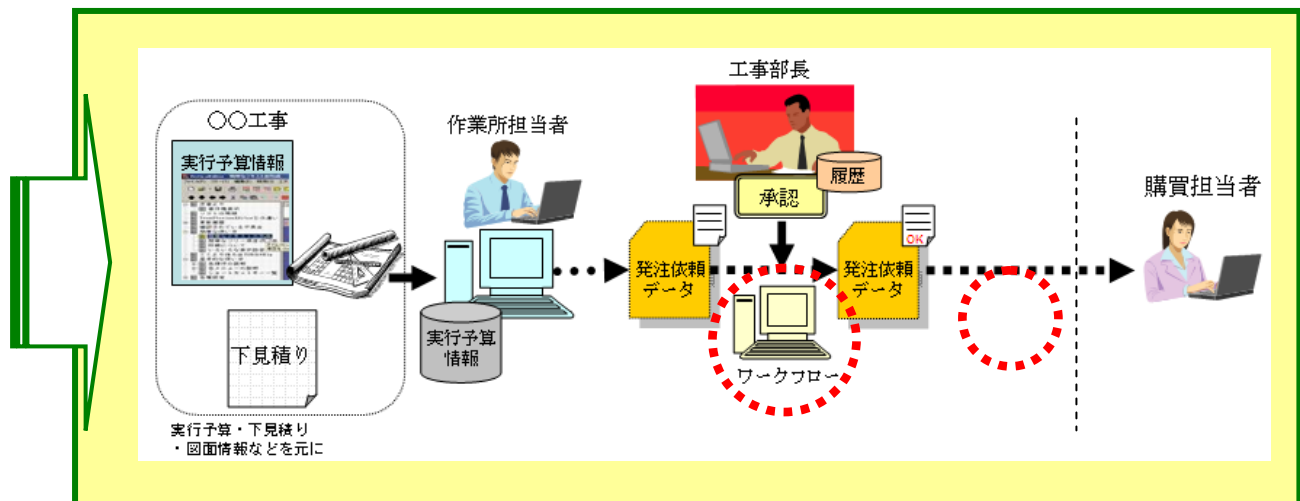 ○○工事
実行予算情報
下見積り
実行予算・下見積り
・図面情報などを元に
作業所担当者
実行予算
情報
発注依頼
データ
工事部長
履歴
承認
ワークフロー
OK
発注依頼
データ
購買担当者